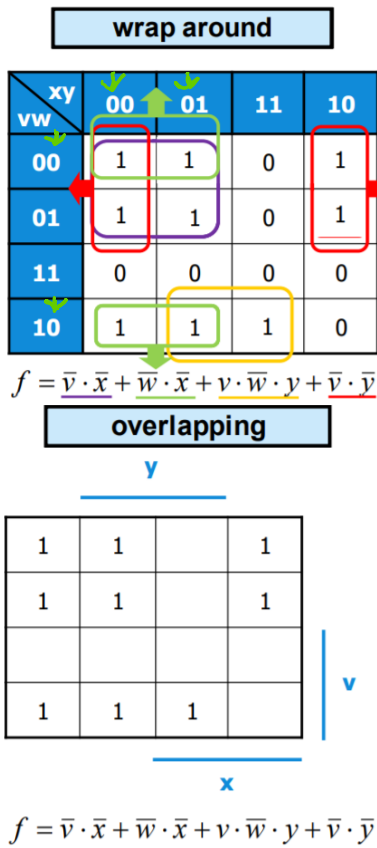 wrap around
xy
vw
00 01 11 10
00 1 1 0 1
01 1 1 0 1
11 0 0 0 0
10 1 1 1 0
f = v̅ · x̅ + w̅ · x̅ + v · w̅ · y + v̅ · y̅
overlapping
y
1 1 1
1 1 1
v
1 1 1
x
f = v̅ · x̅ + w̅ · x̅ + v · w̅ · y + v̅ · y̅